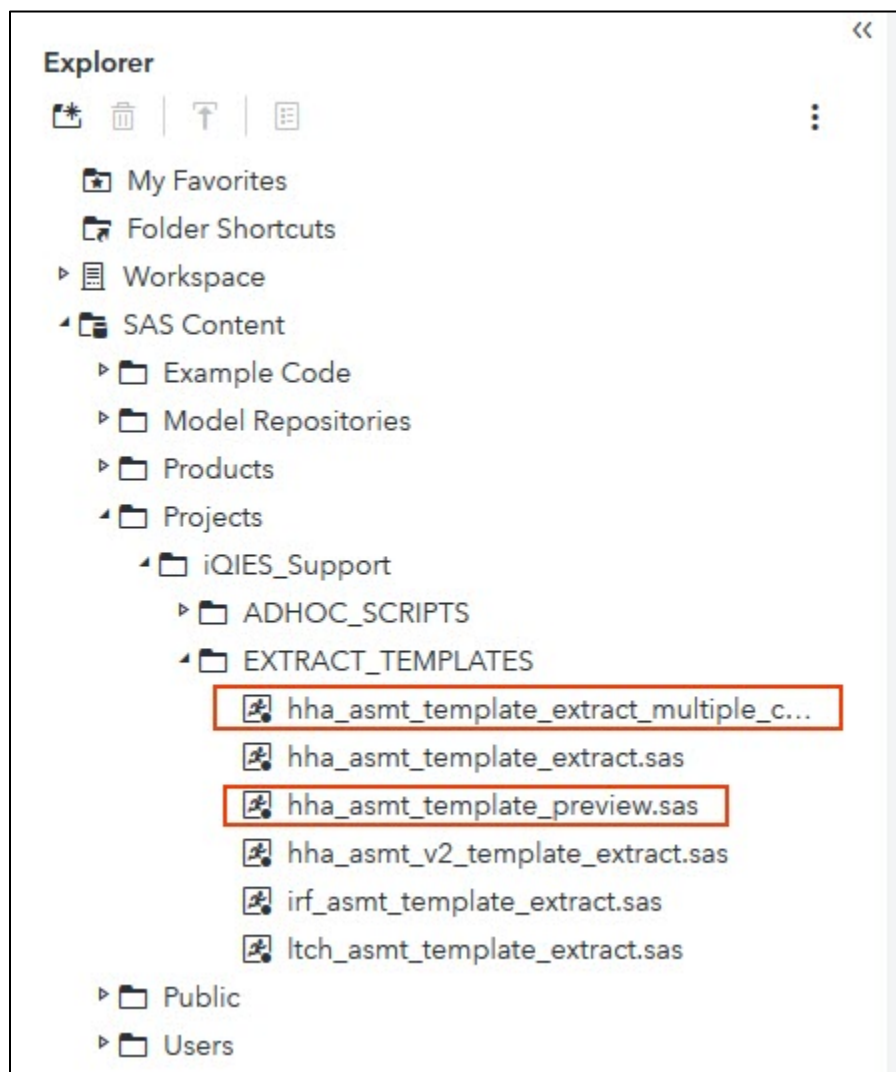 Explorer
My Favorites
Folder Shortcuts
Workspace
SAS Content
Example Code
Model Repositories
Products
Projects
iQIES_Support
ADHOC_SCRIPTS
EXTRACT_TEMPLATES
hha_asmt_template_extract_multiple_c...
hha_asmt_template_extract.sas
hha_asmt_template_preview.sas
hha_asmt_v2_template_extract.sas
irf_asmt_template_extract.sas
ltch_asmt_template_extract.sas
Public
Users